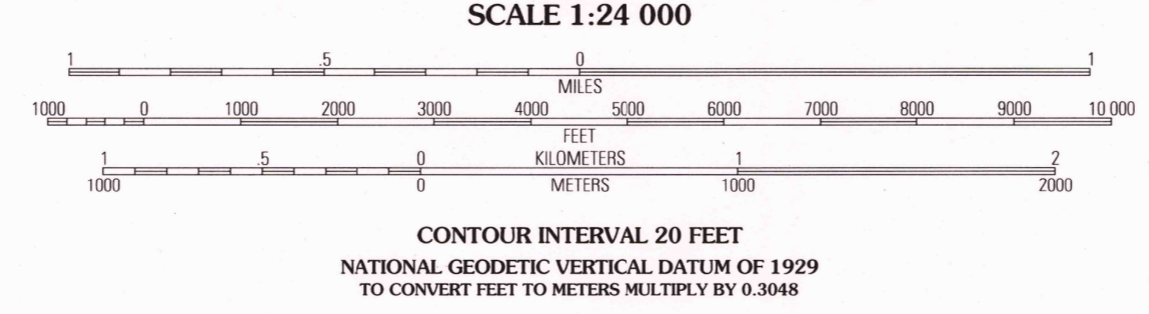 SCALE 1:24 000
1 .5 0 1
MILES
1000 0 1000 2000 3000 4000 5000 6000 7000 8000 9000 10 000
FEET
1 .5 0 KILOMETERS 1 2
1000 0 METERS 1000 2000
CONTOUR INTERVAL 20 FEET
NATIONAL GEODETIC VERTICAL DATUM OF 1929
TO CONVERT FEET TO METERS MULTIPLY BY 0.3048